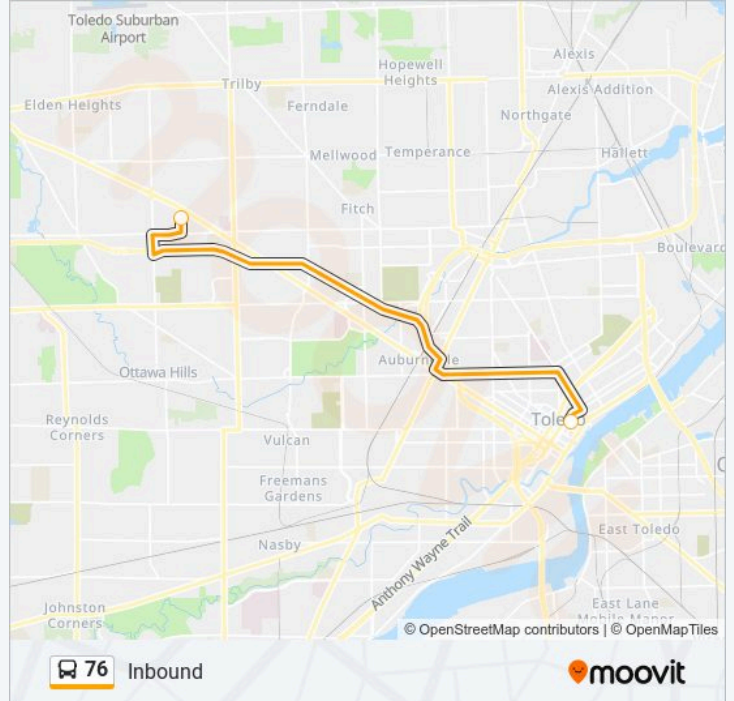 Toledo Suburban
Airport
Hopewell
Heights
Alexis
Trilby
Alexis Addition
Elden Heights
Ferndale
Northgate
Mellwood
Temperance
Hallett
Fitch
Boulevard
Auburndale
Ottawa Hills
Reynolds
Corners
Toledo
Vulcan
Freemans
Gardens
East Toledo
Nasby
Anthony Wayne Trail
Johnston
Corners
East Lane
Mobile Manor
© OpenStreetMap contributors | © OpenMapTiles
76 Inbound
moovit